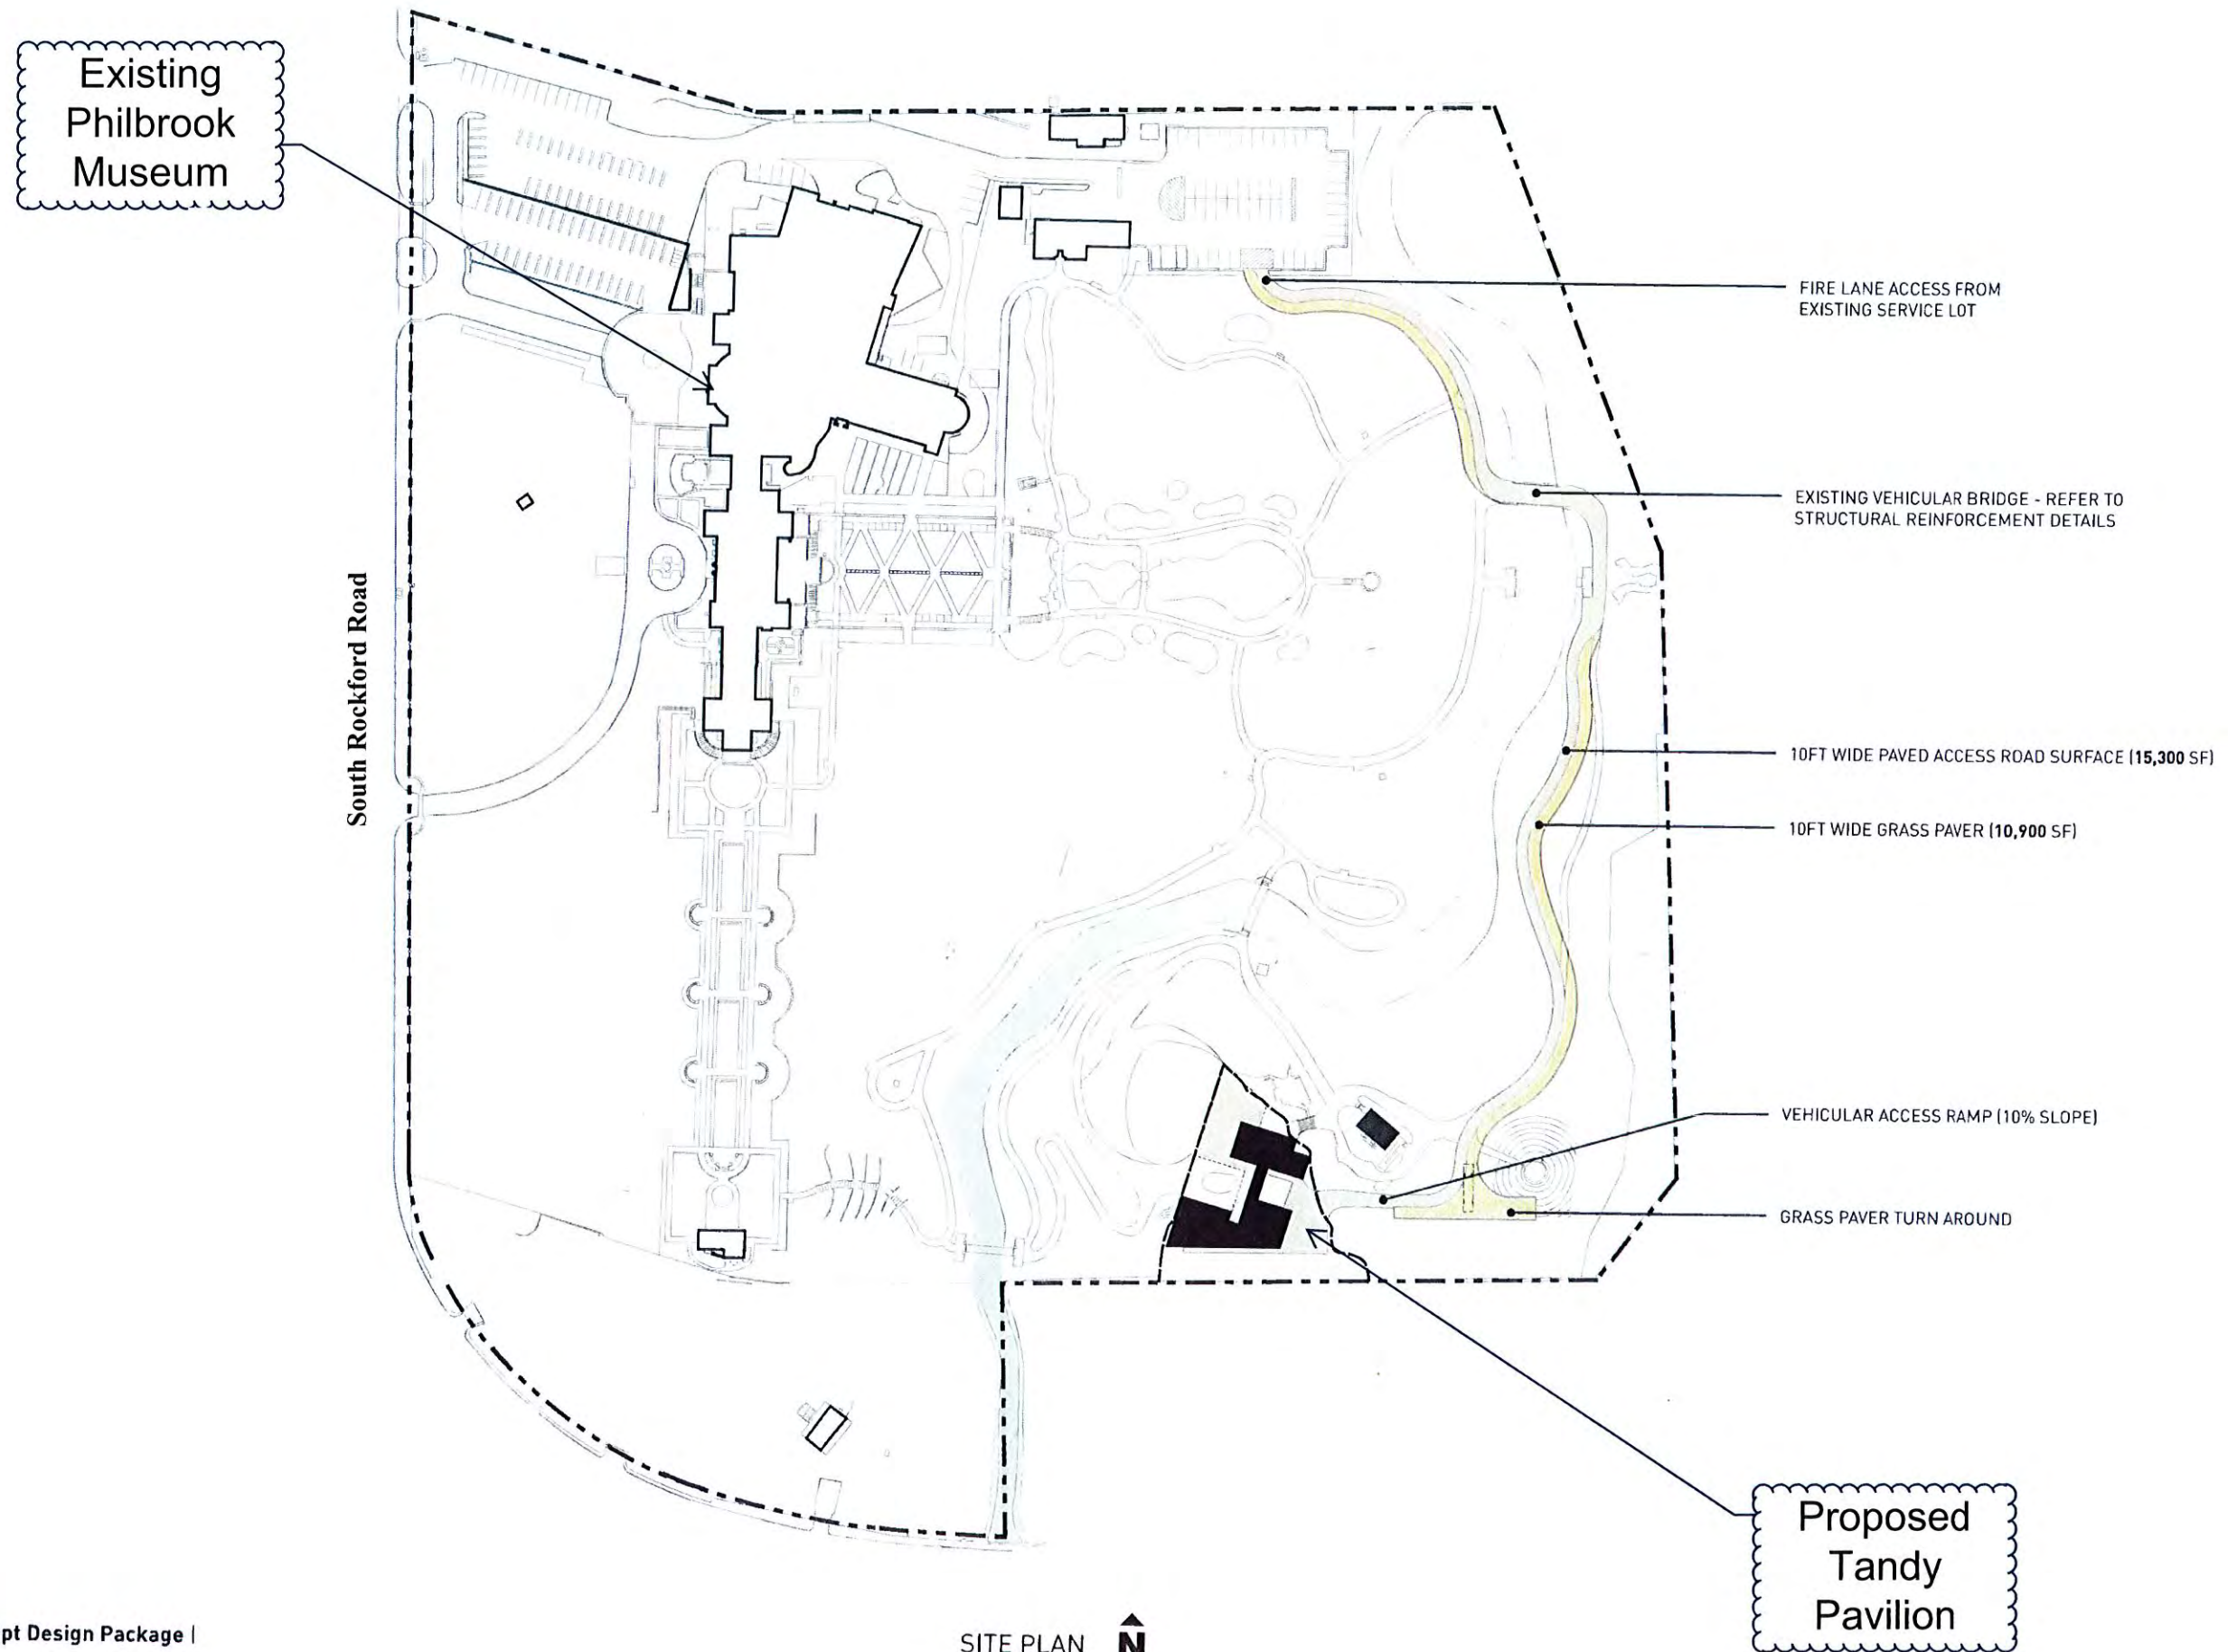 Existing
Philbrook
Museum
FIRE LANE ACCESS FROM
EXISTING SERVICE LOT
EXISTING VEHICULAR BRIDGE - REFER TO
STRUCTURAL REINFORCEMENT DETAILS
South Rockford Road
10FT WIDE PAVED ACCESS ROAD SURFACE (15,300 SF)
10FT WIDE GRASS PAVER (10,900 SF)
VEHICULAR ACCESS RAMP (10% SLOPE)
GRASS PAVER TURN AROUND
Proposed
Tandy
Pavilion
pt Design Package |
SITE PLAN N